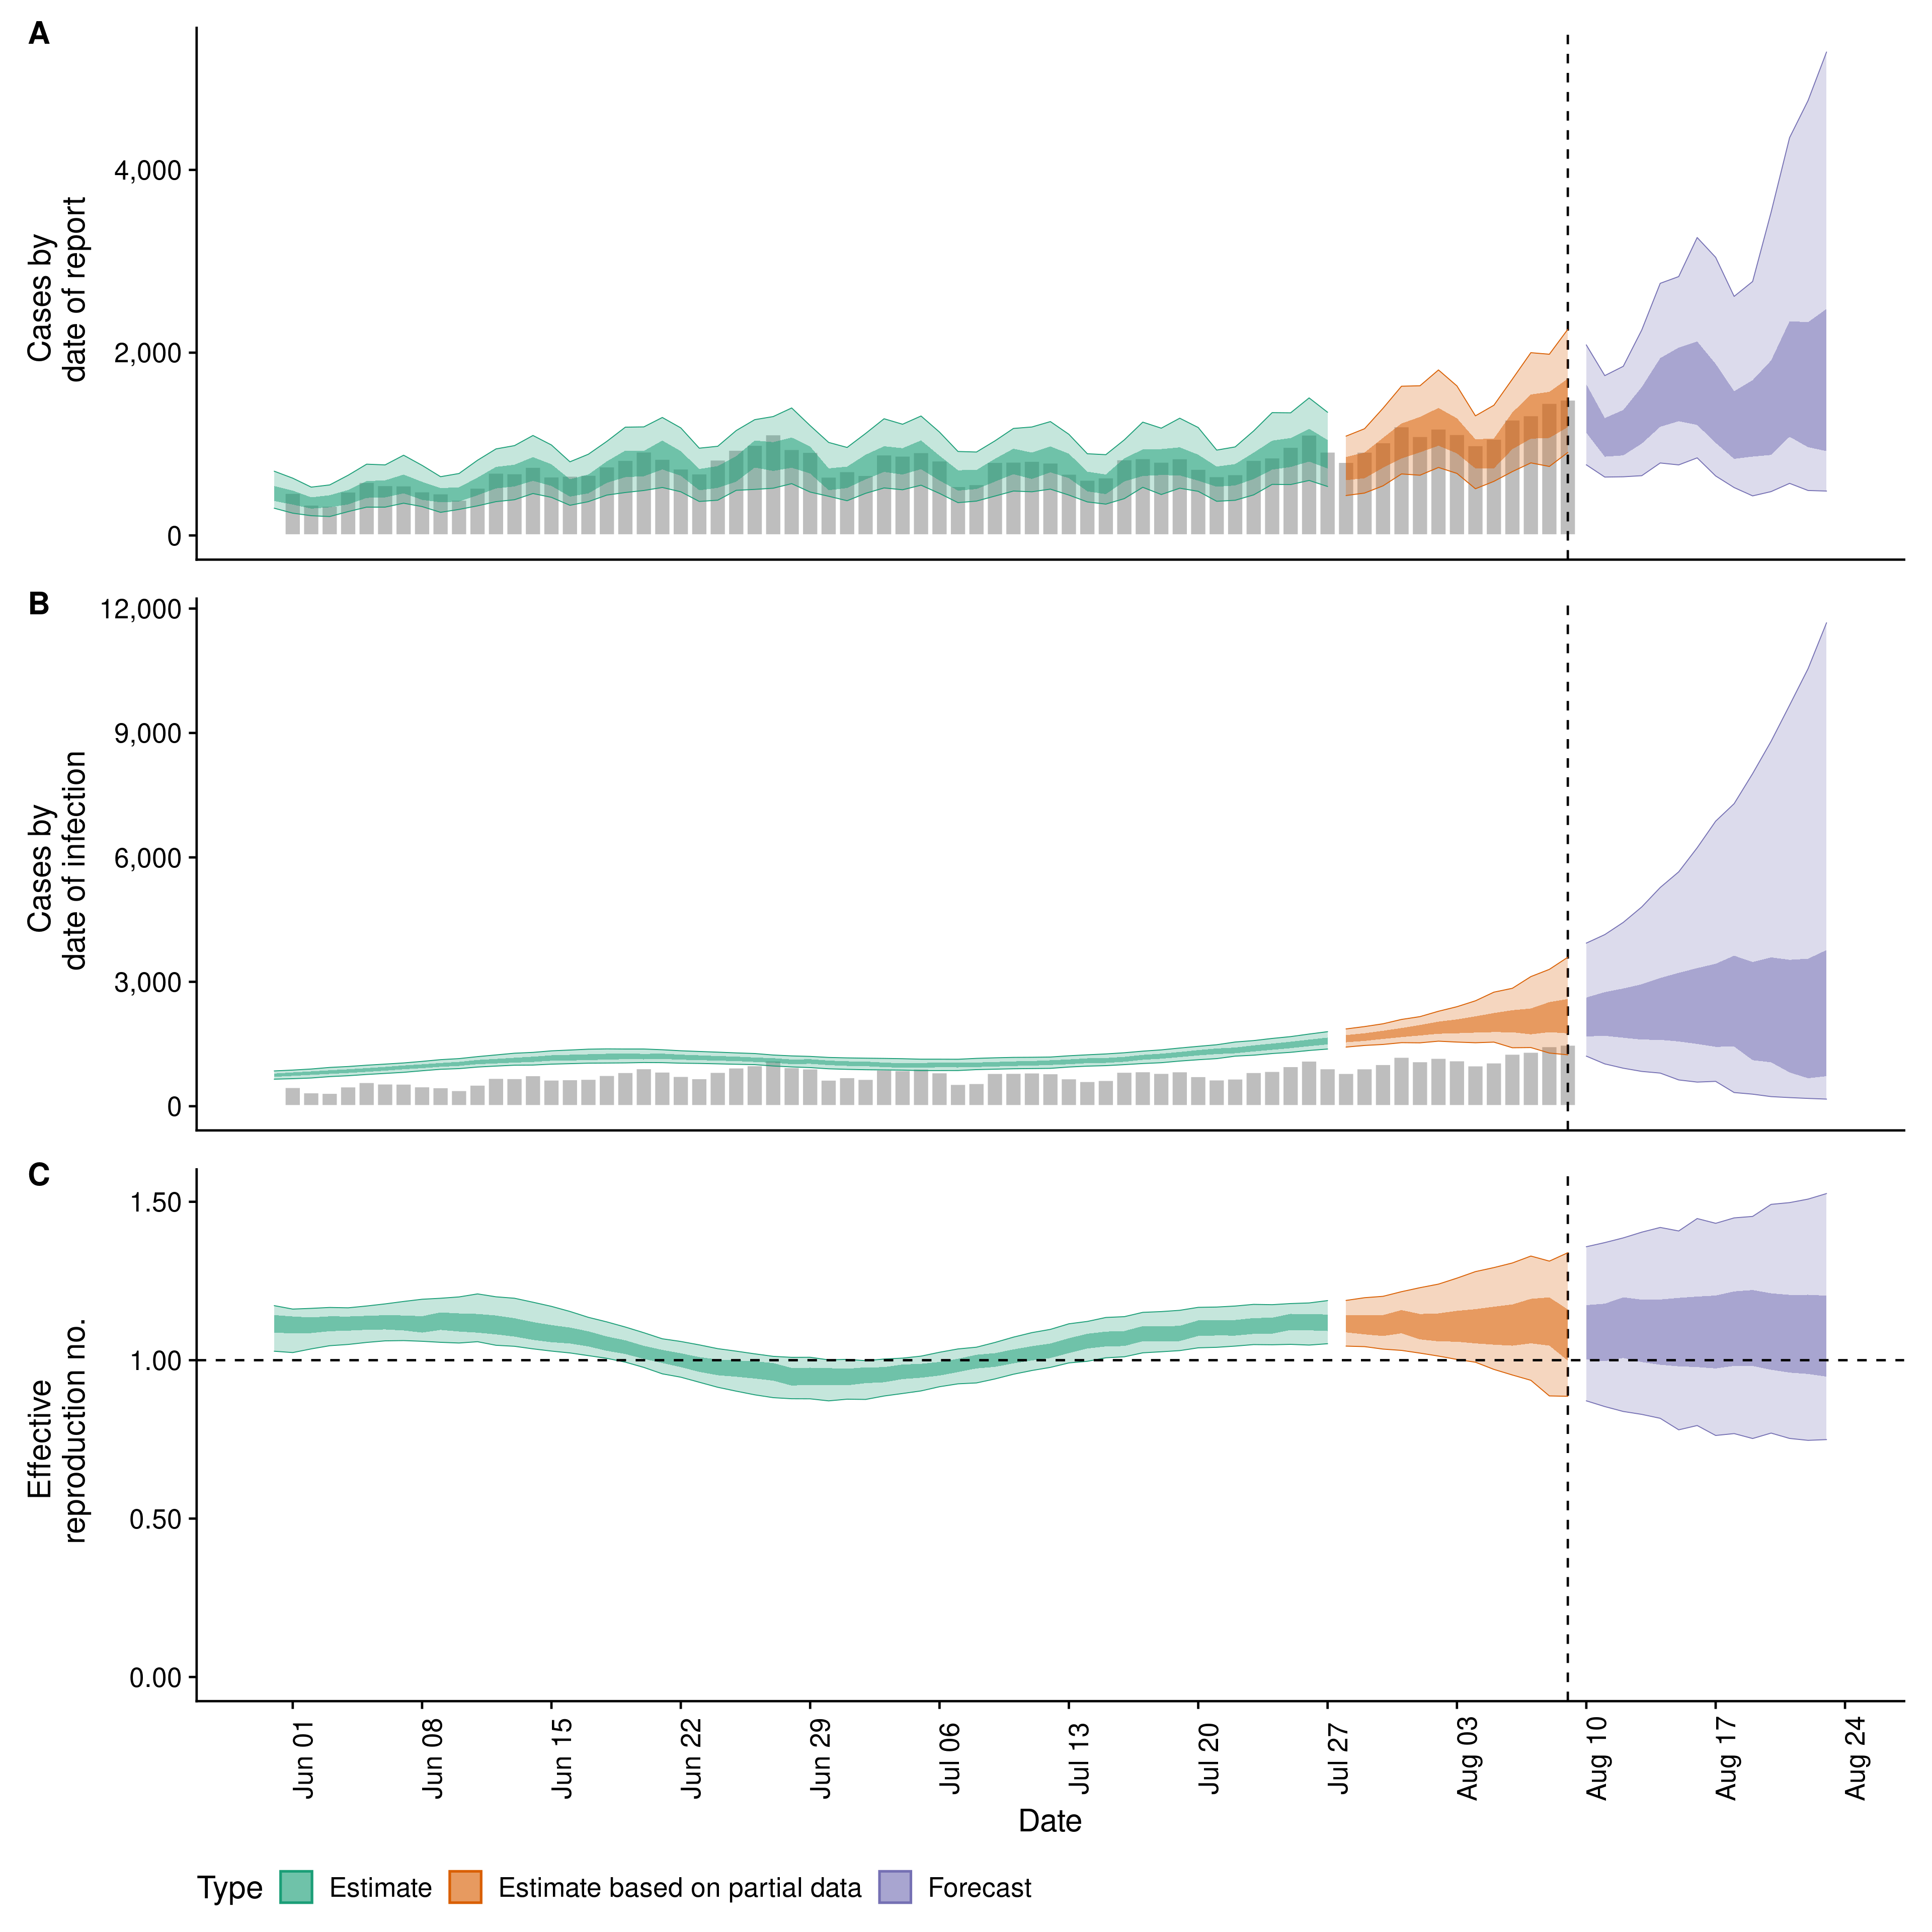 A
Cases by
date of report
4,000
2,000
0
B
Cases by
date of infection
12,000
9,000
6,000
3,000
0
C
Effective
reproduction no.
1.50
1.00
0.50
0.00
Jun 01
Jun 08
Jun 15
Jun 22
Jun 29
Jul 06
Jul 13
Jul 20
Jul 27
Aug 03
Aug 10
Aug 17
Aug 24
Date
Type Estimate Estimate based on partial data Forecast